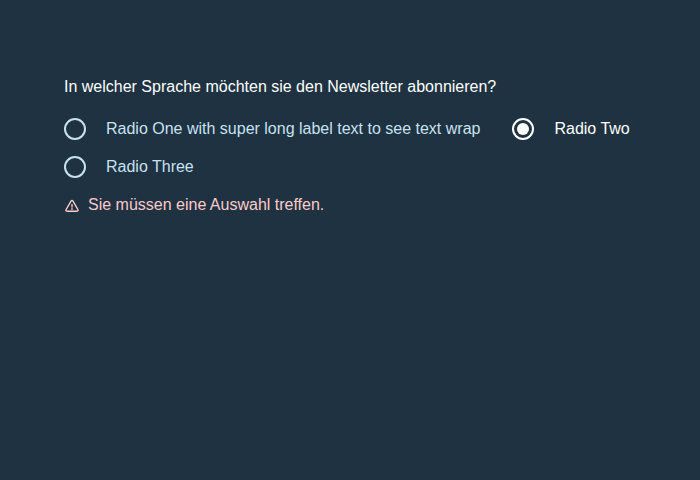 In welcher Sprache möchten sie den Newsletter abonnieren?
Radio One with super long label text to see text wrap Radio Two
Radio Three
Sie müssen eine Auswahl treffen.